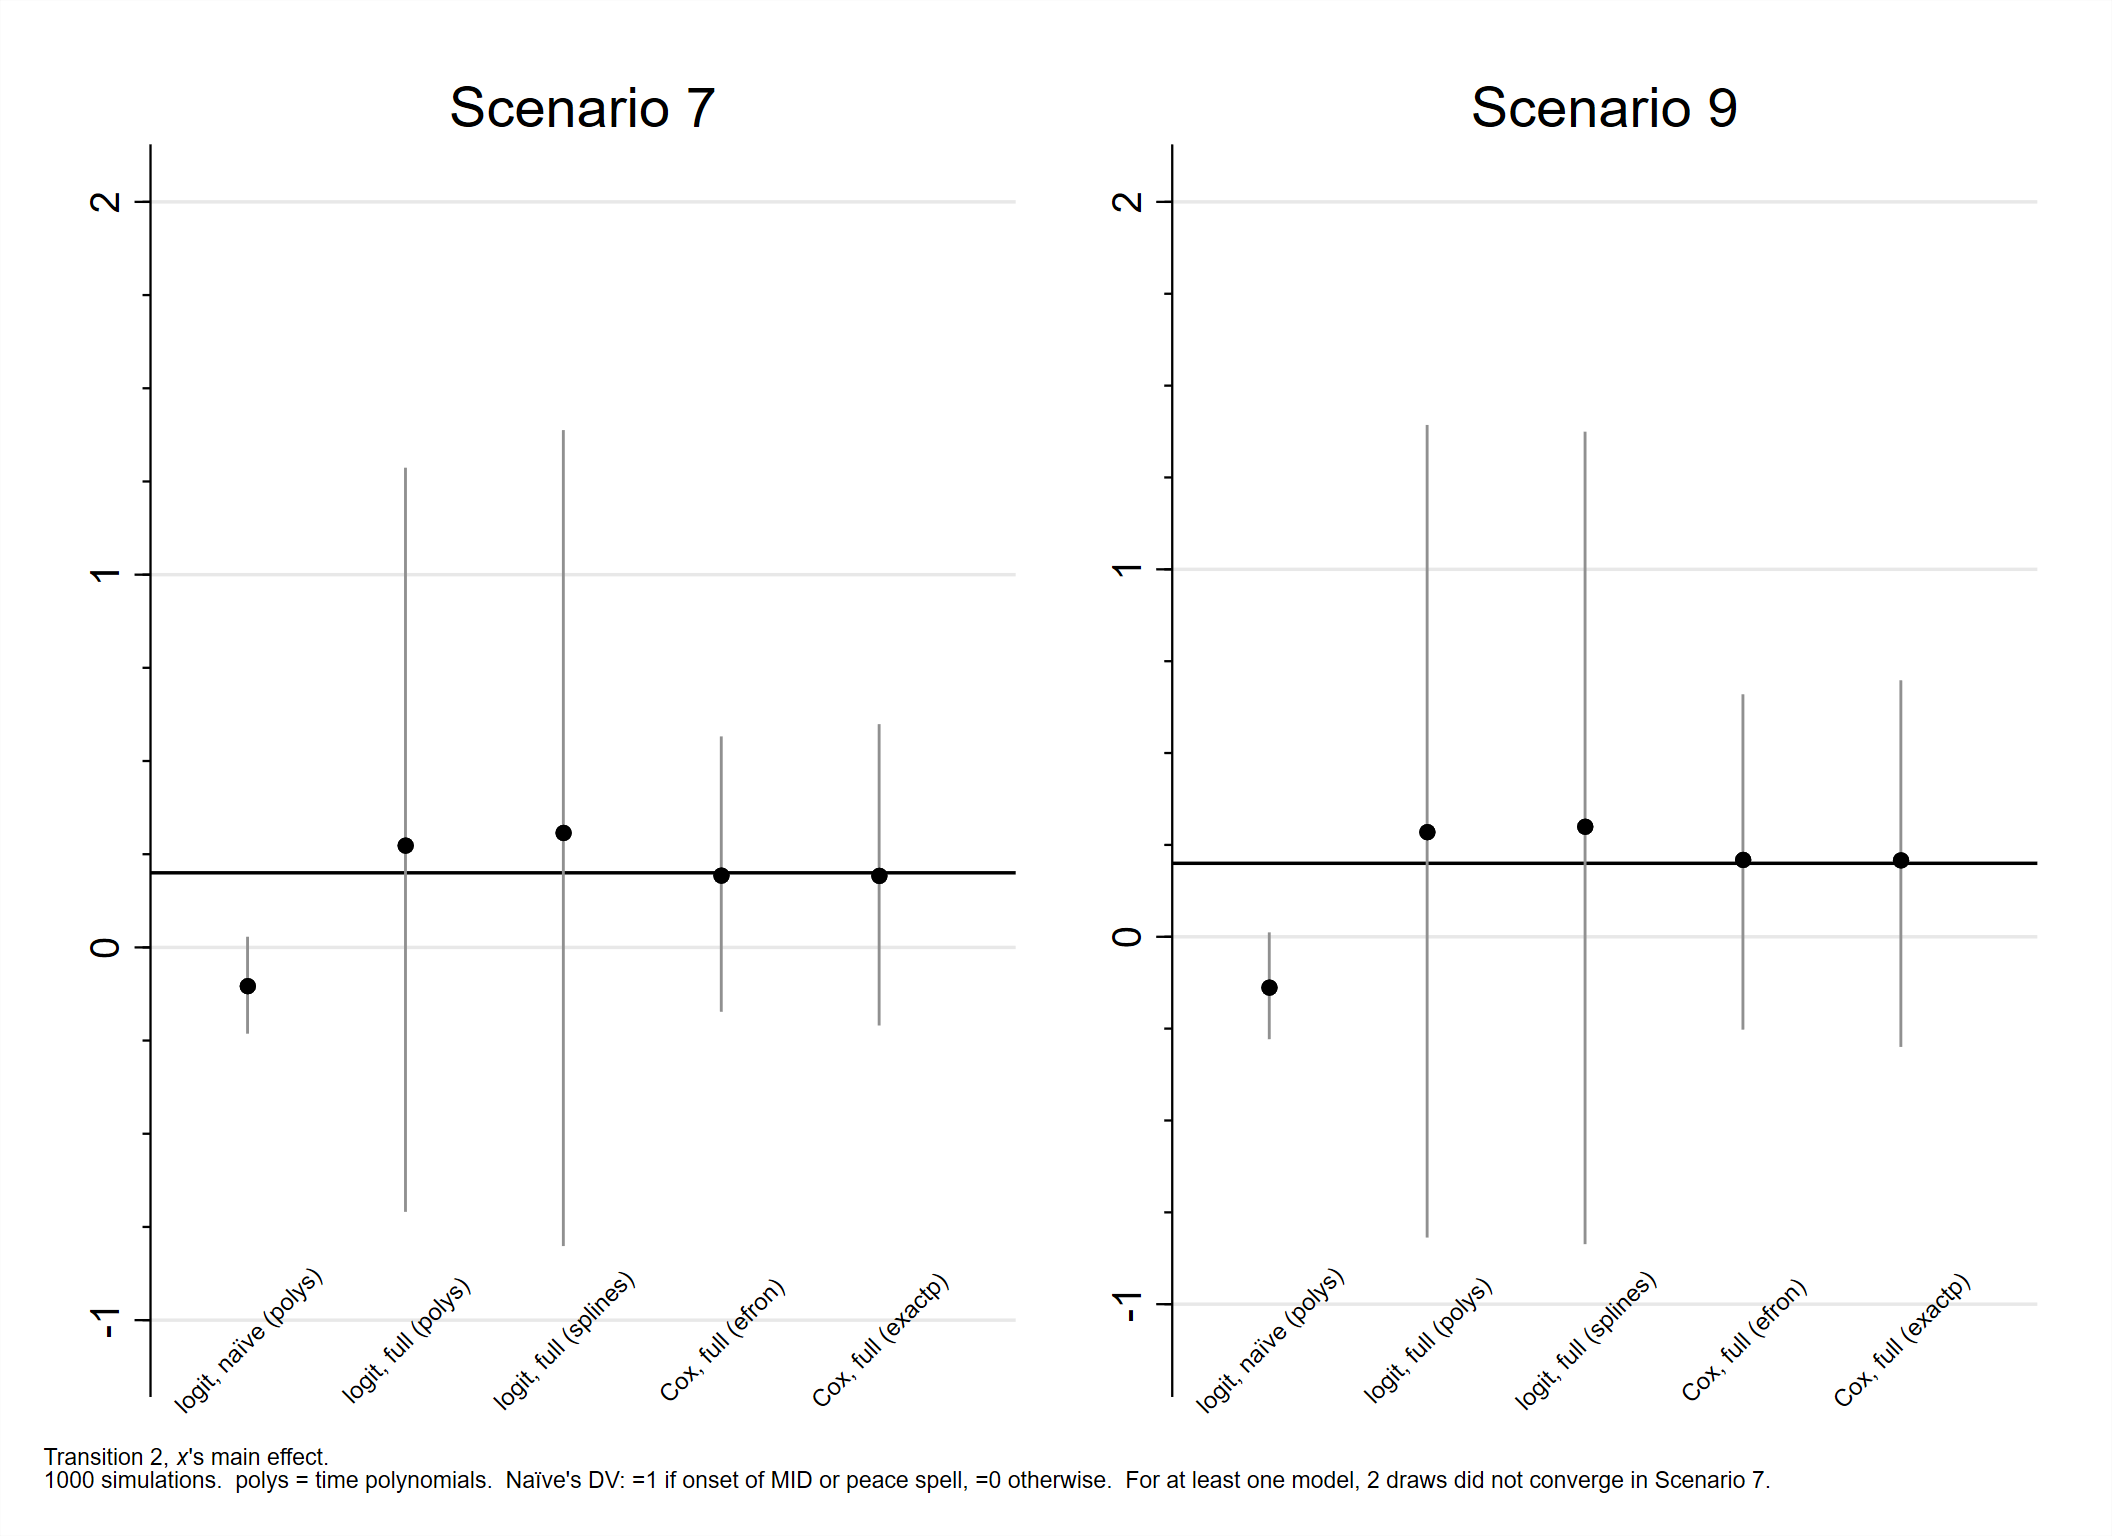 Scenario 7
2
1
0
-1
logit, naïve (polys)
logit, full (polys)
logit, full (splines)
Cox, full (efron)
Cox, full (exactp)
Scenario 9
2
1
0
-1
logit, naïve (polys)
logit, full (polys)
logit, full (splines)
Cox, full (efron)
Cox, full (exactp)
Transition 2, x's main effect.
1000 simulations.  polys = time polynomials.  Naïve's DV: =1 if onset of MID or peace spell, =0 otherwise.  For at least one model, 2 draws did not converge in Scenario 7.